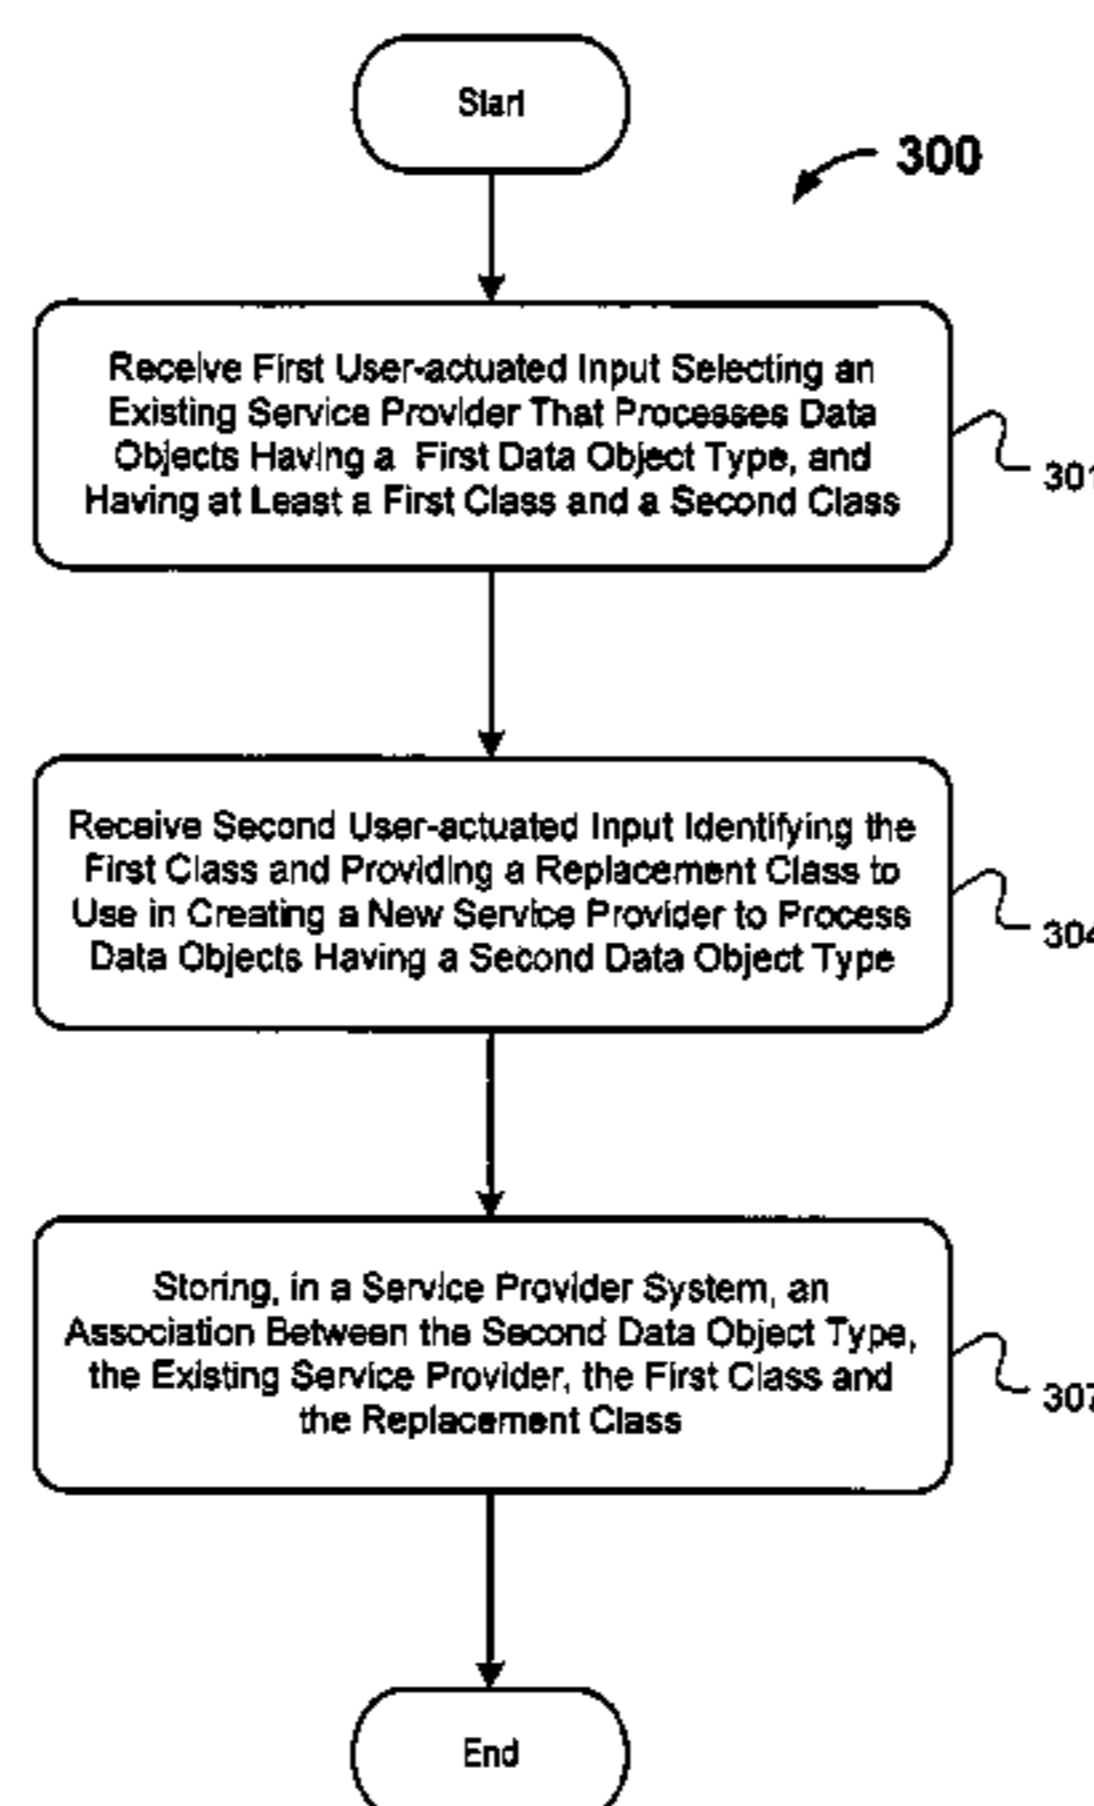 Start
300
Receive First User-actuated Input Selecting an
Existing Service Provider That Processes Data
Objects Having a First Data Object Type, and
Having at Least a First Class and a Second Class
301
Receive Second User-actuated Input Identifying the
First Class and Providing a Replacement Class to
Use in Creating a New Service Provider to Process
Data Objects Having a Second Data Object Type
304
Storing, in a Service Provider System, an
Association Between the Second Data Object Type,
the Existing Service Provider, the First Class and
the Replacement Class
307
End